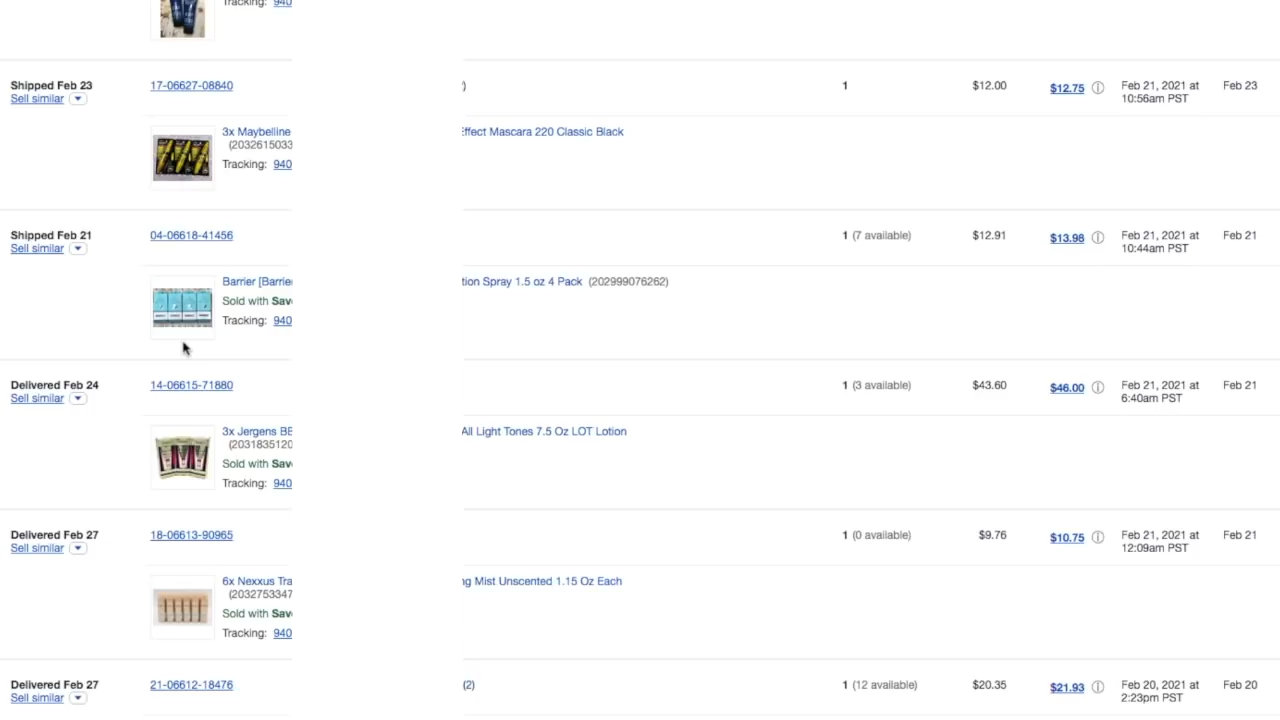 Tracking: 940
Shipped Feb 23 17-06627-08840 1 $12.00 $12.75 Feb 21, 2021 at Feb 23
Sell similar 10:56am PST
3x Maybelline Effect Mascara 220 Classic Black
(2032615033
Tracking: 940
Shipped Feb 21 04-06618-41456 1 (7 available) $12.91 $13.98 Feb 21, 2021 at Feb 21
Sell similar 10:44am PST
Barrier [Barrie tion Spray 1.5 oz 4 Pack (202999076262)
Sold with Save
Tracking: 940
Delivered Feb 24 14-06615-71880 1 (3 available) $43.60 $46.00 Feb 21, 2021 at Feb 21
Sell similar 6:40am PST
3x Jergens BB All Light Tones 7.5 Oz LOT Lotion
(2031835120
Sold with Save
Tracking: 940
Delivered Feb 27 18-06613-90965 1 (0 available) $9.76 $10.75 Feb 21, 2021 at Feb 21
Sell similar 12:09am PST
6x Nexxus Tra ng Mist Unscented 1.15 Oz Each
(2032753347
Sold with Save
Tracking: 940
Delivered Feb 27 21-06612-18476 (2) 1 (12 available) $20.35 $21.93 Feb 20, 2021 at Feb 20
Sell similar 2:23pm PST